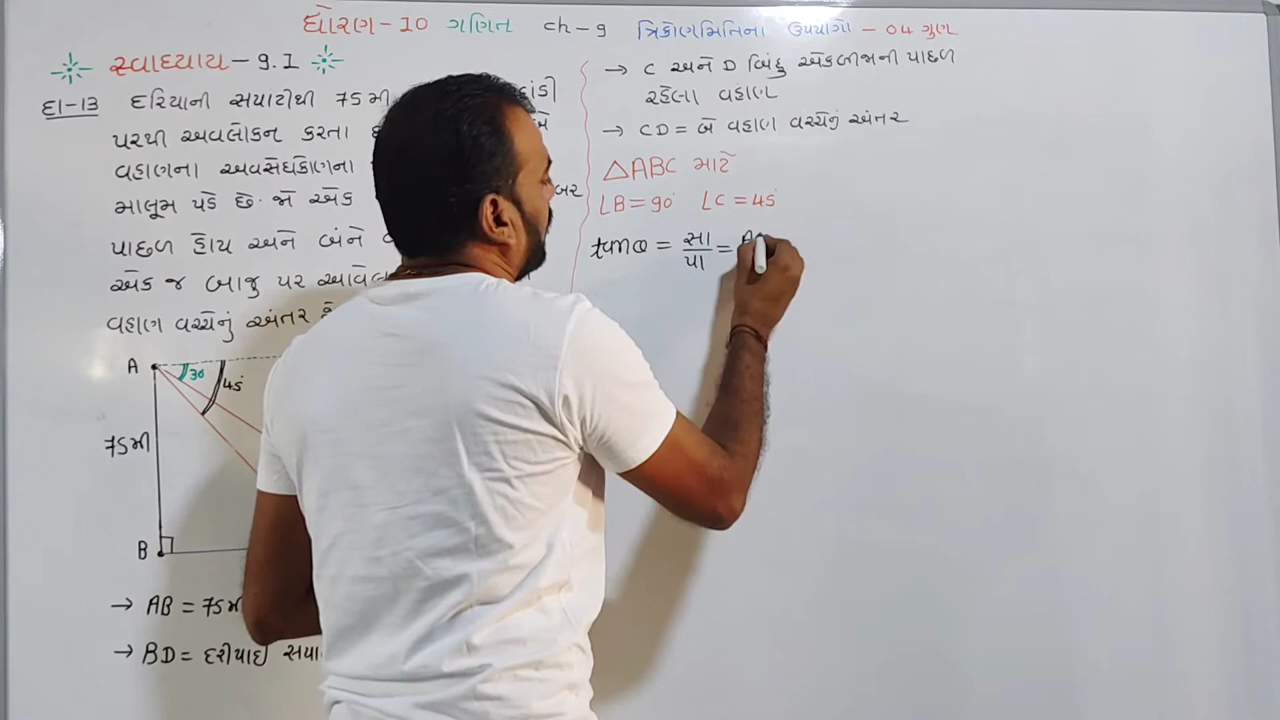 ધોરણ-10 ગણિત ch-9 ત્રિકોણમિતિના ઉપયોગો - 04 ગુણ
સ્વાધ્યાય - 9.1
દા-13 દરિયાની સપાટીથી 75 મી
પરથી અવલોકન કરતા
વહાણના અવસેધકોણના
માલૂમ પડે છે. જો એક
પાછળ હોય અને બંને
એક જ બાજુ પર આવેલ
વહાણ વચ્ચેનું અંતર
A 30 45°
75મી
B
→ AB = 75મી
→ BD = દરીયાઈ સપા
→ C અને D બિંદુ એકબીજાની પાછળ
રહેલા વહાણ
→ CD = બે વહાણ વચ્ચેનું અંતર
△ABC માટે
∠B = 90° ∠C = 45°
tanθ = સા/પા =